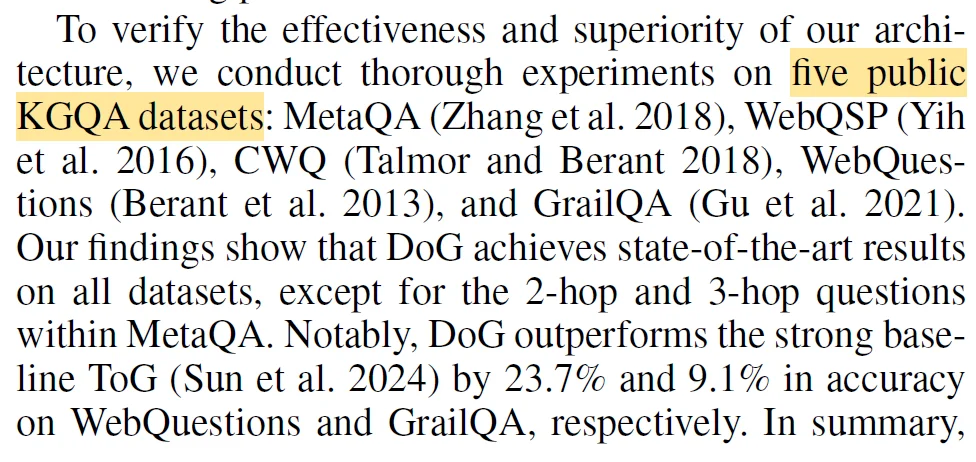 To verify the effectiveness and superiority of our archi-
tecture, we conduct thorough experiments on five public
KGQA datasets: MetaQA (Zhang et al. 2018), WebQSP (Yih
et al. 2016), CWQ (Talmor and Berant 2018), WebQues-
tions (Berant et al. 2013), and GrailQA (Gu et al. 2021).
Our findings show that DoG achieves state-of-the-art results
on all datasets, except for the 2-hop and 3-hop questions
within MetaQA. Notably, DoG outperforms the strong base-
line ToG (Sun et al. 2024) by 23.7% and 9.1% in accuracy
on WebQuestions and GrailQA, respectively. In summary,